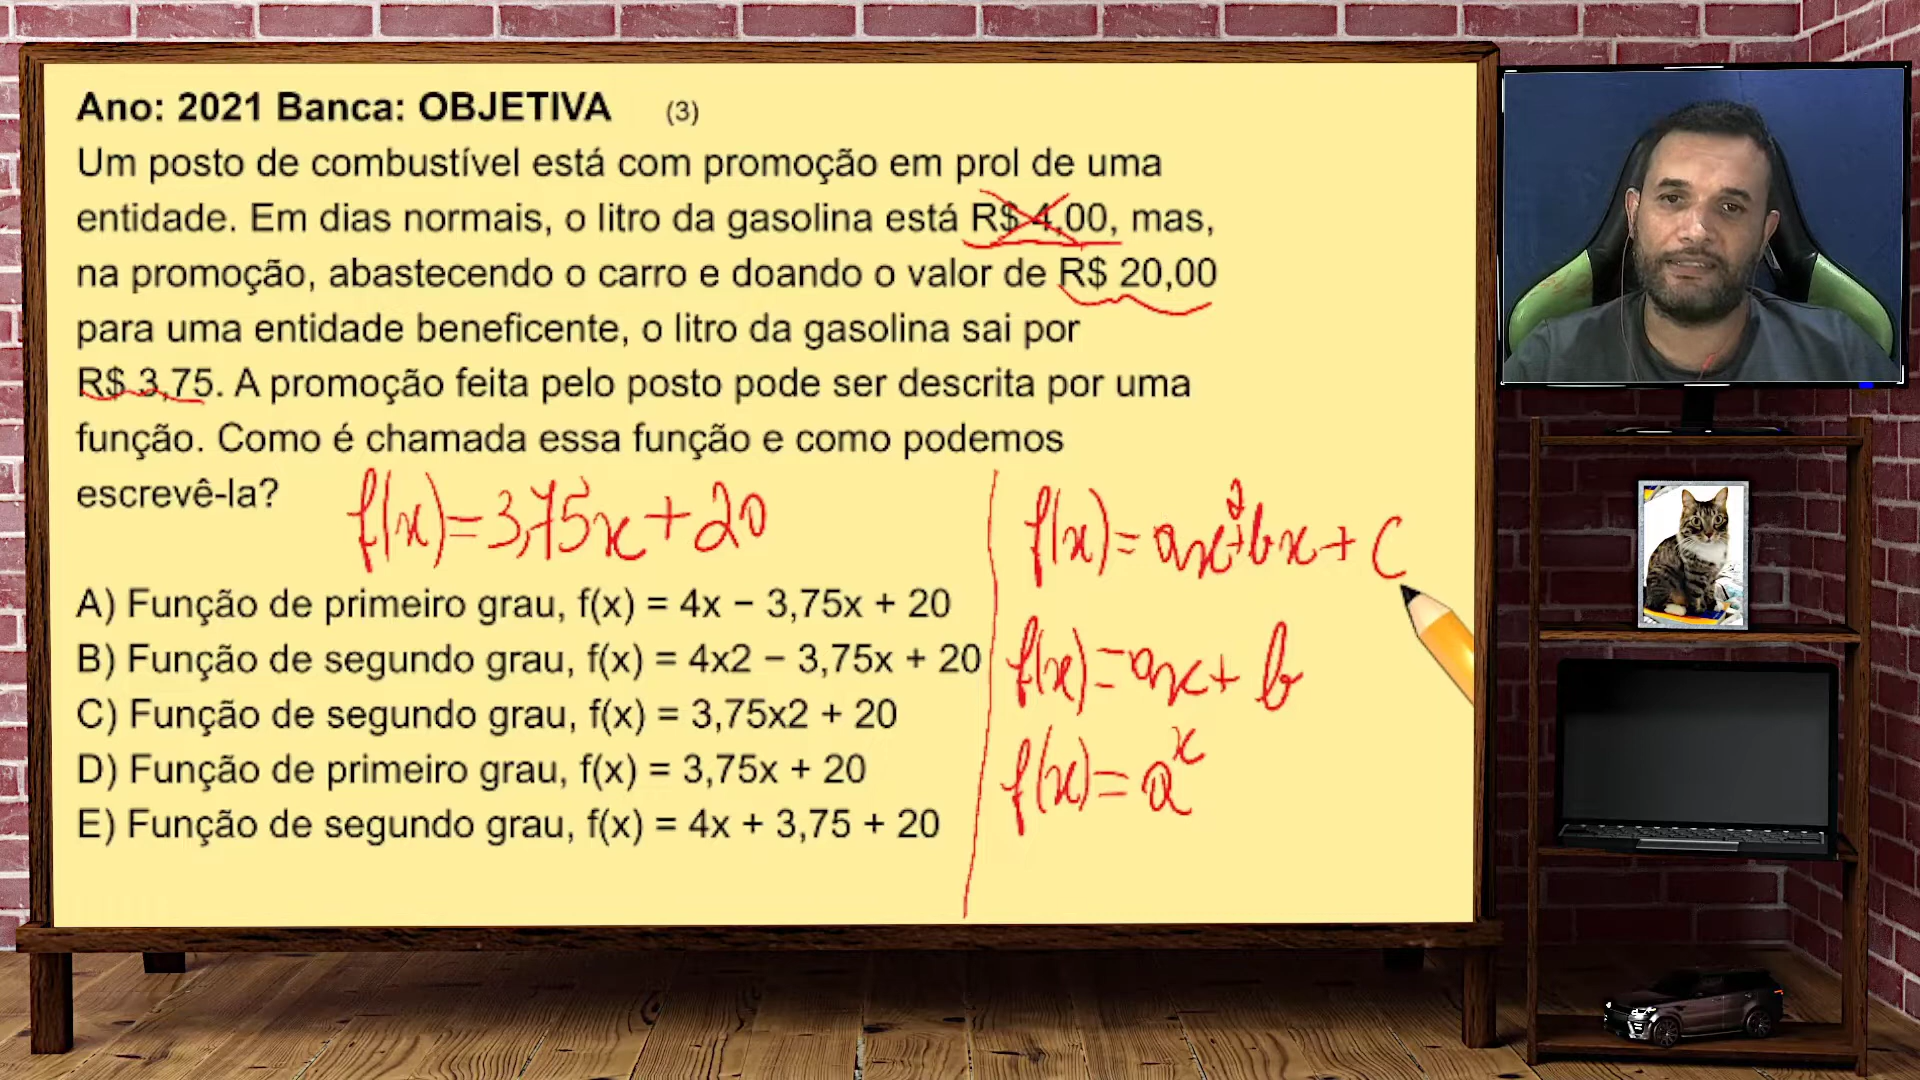 Ano: 2021 Banca: OBJETIVA (3)
Um posto de combustível está com promoção em prol de uma
entidade. Em dias normais, o litro da gasolina está R$ 4,00, mas,
na promoção, abastecendo o carro e doando o valor de R$ 20,00
para uma entidade beneficente, o litro da gasolina sai por
R$ 3,75. A promoção feita pelo posto pode ser descrita por uma
função. Como é chamada essa função e como podemos
escrevê-la?
f(x)=3,75x+20
A) Função de primeiro grau, f(x) = 4x − 3,75x + 20
B) Função de segundo grau, f(x) = 4x2 − 3,75x + 20
C) Função de segundo grau, f(x) = 3,75x2 + 20
D) Função de primeiro grau, f(x) = 3,75x + 20
E) Função de segundo grau, f(x) = 4x + 3,75 + 20
f(x)=ax²+bx+c
f(x)=ax+b
f(x)=aˣ